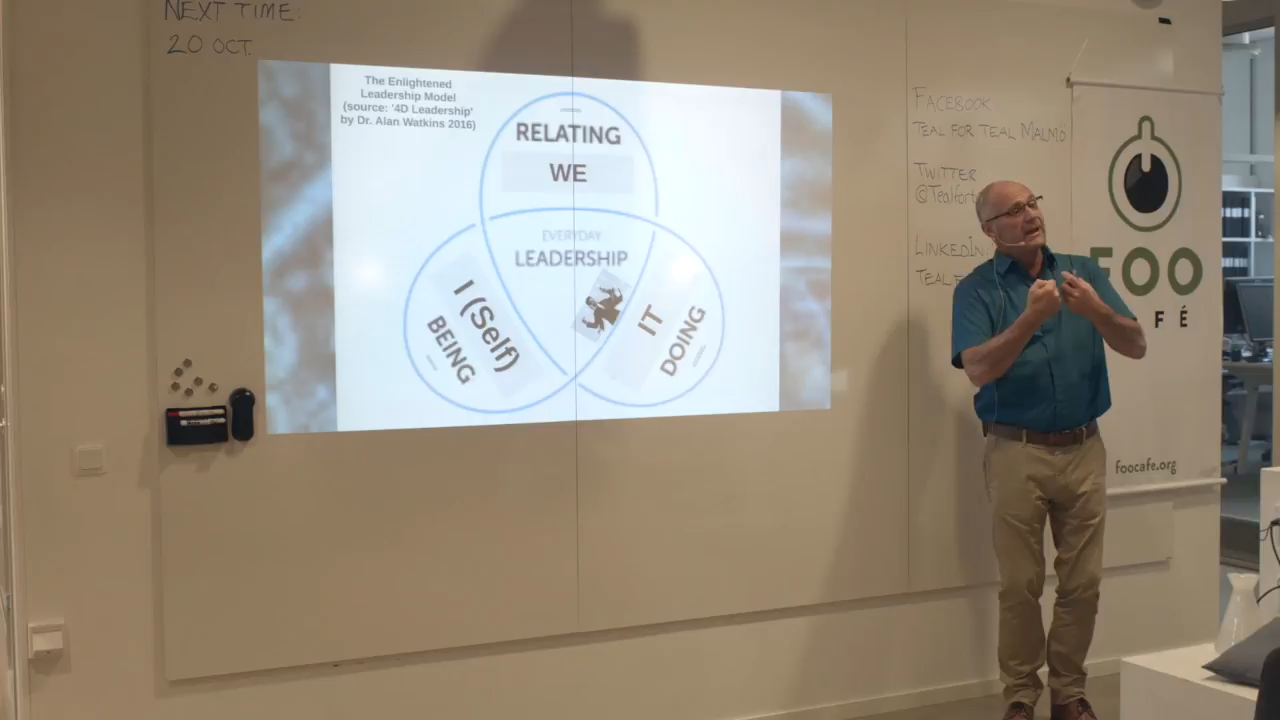 NEXT TIME:
20 OCT.
The Enlightened
Leadership Model
(source: '4D Leadership'
by Dr. Alan Watkins 2016)
RELATING
WE
EVERYDAY
LEADERSHIP
I (Self)
BEING
IT
DOING
FACEBOOK
TEAL FOR TEAL MALMÖ
TWITTER
@Tealfort
LINKEDIN
TEAL F
FOO
FÉ
foocafe.org